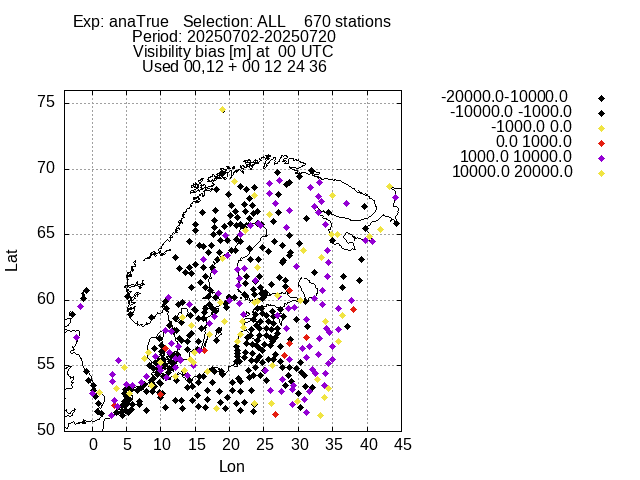 Exp: anaTrue Selection: ALL 670 stations
Period: 20250702-20250720
Visibility bias [m] at 00 UTC
Used 00,12 + 00 12 24 36
-20000.0-10000.0
-10000.0 -1000.0
-1000.0 0.0
0.0 1000.0
1000.0 10000.0
10000.0 20000.0
75
70
65
60
55
50
Lat
0 5 10 15 20 25 30 35 40 45
Lon